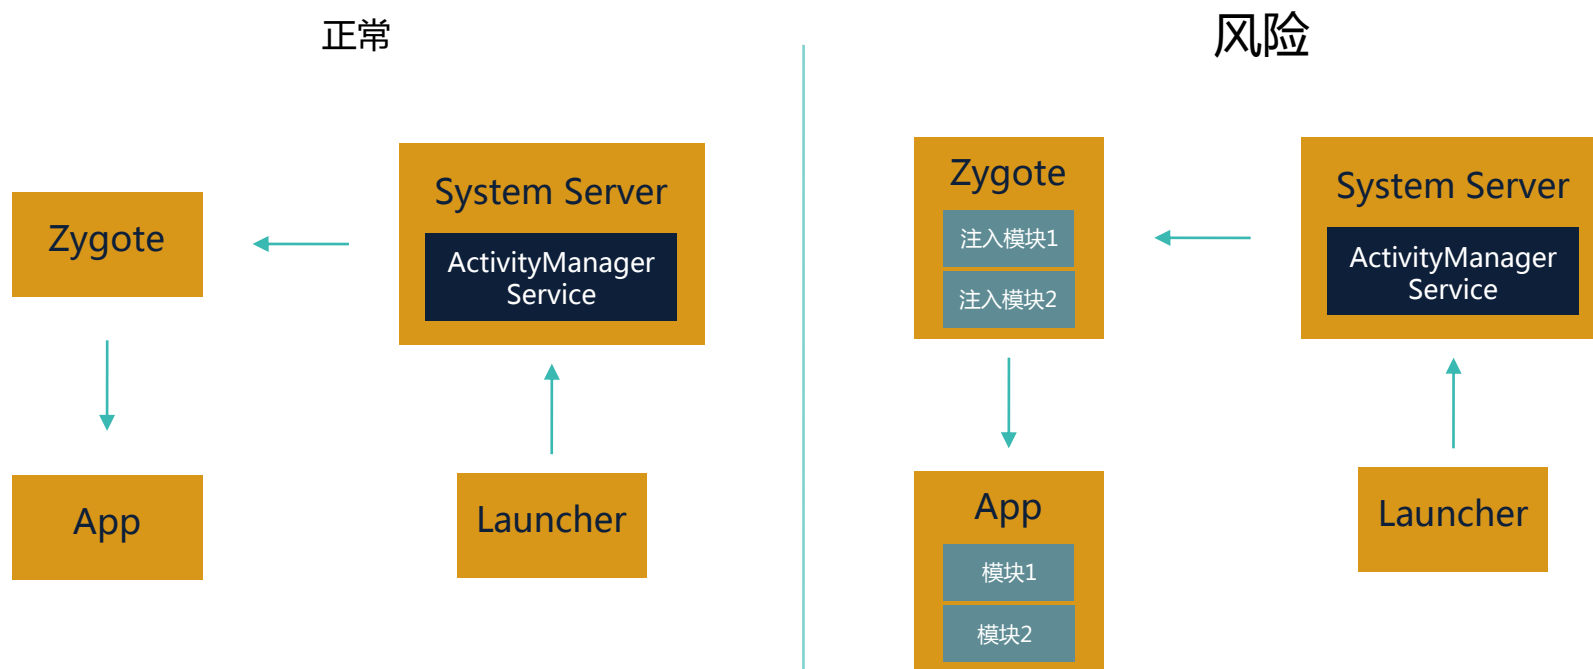 正常
Zygote
System Server
ActivityManager
Service
App
Launcher
风险
Zygote
注入模块1
注入模块2
System Server
ActivityManager
Service
App
模块1
模块2
Launcher